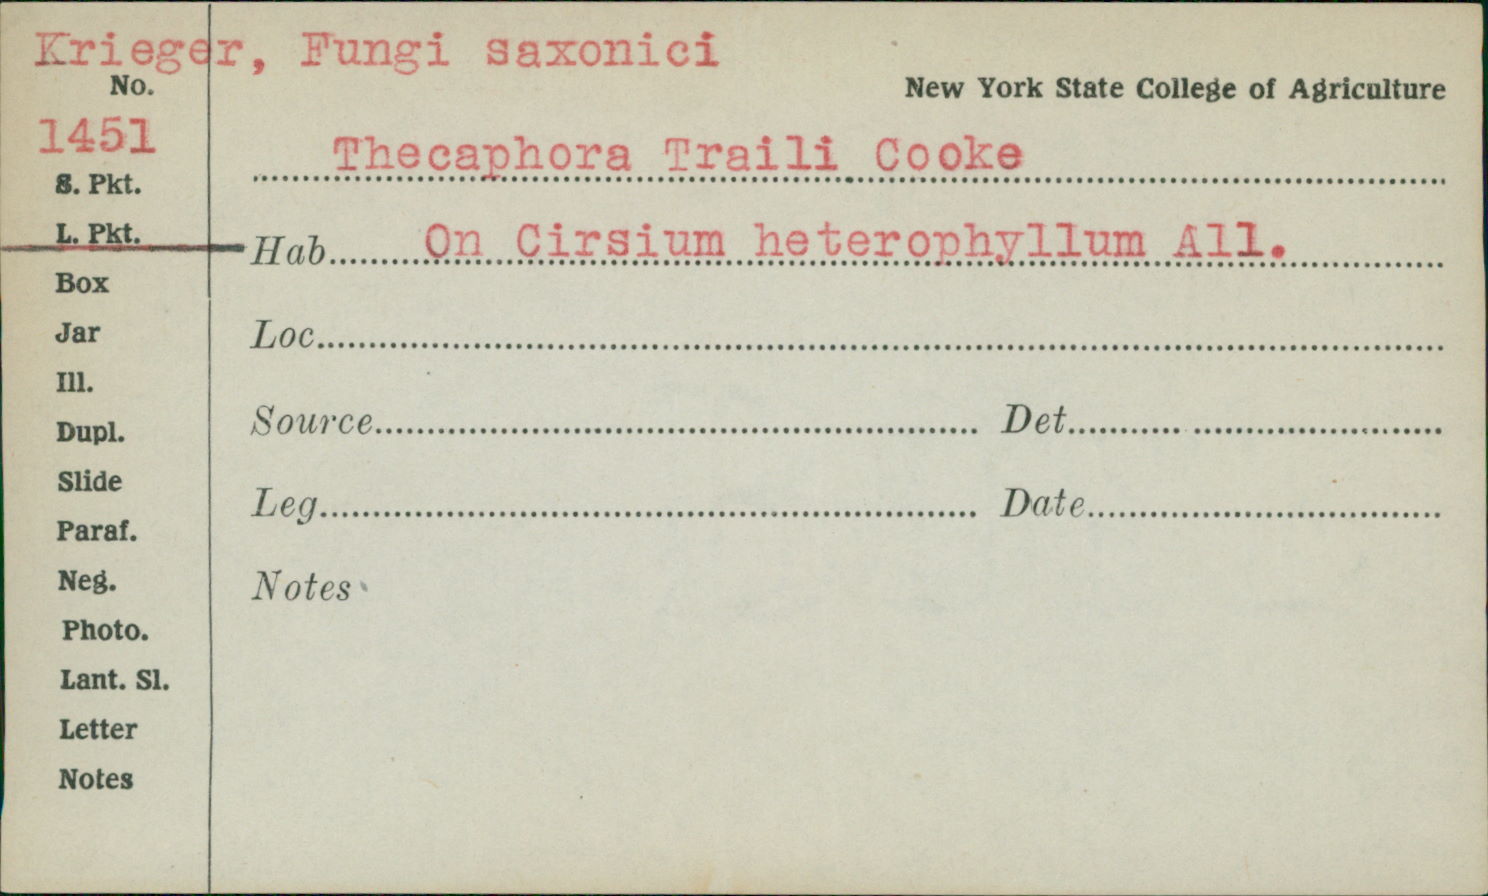 Krieger, Fungi saxonici
No.
New York State College of Agriculture
1451
Thecaphora Traili Cooke
S. Pkt.
L. Pkt.
Hab. On Cirsium heterophyllum All.
Box
Jar
Loc.
Ill.
Dupl.
Source Det.
Slide
Leg. Date
Paraf.
Neg.
Notes
Photo.
Lant. Sl.
Letter
Notes